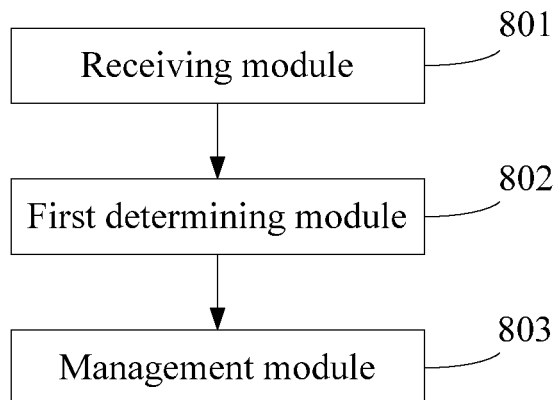 801
Receiving module
802
First determining module
803
Management module